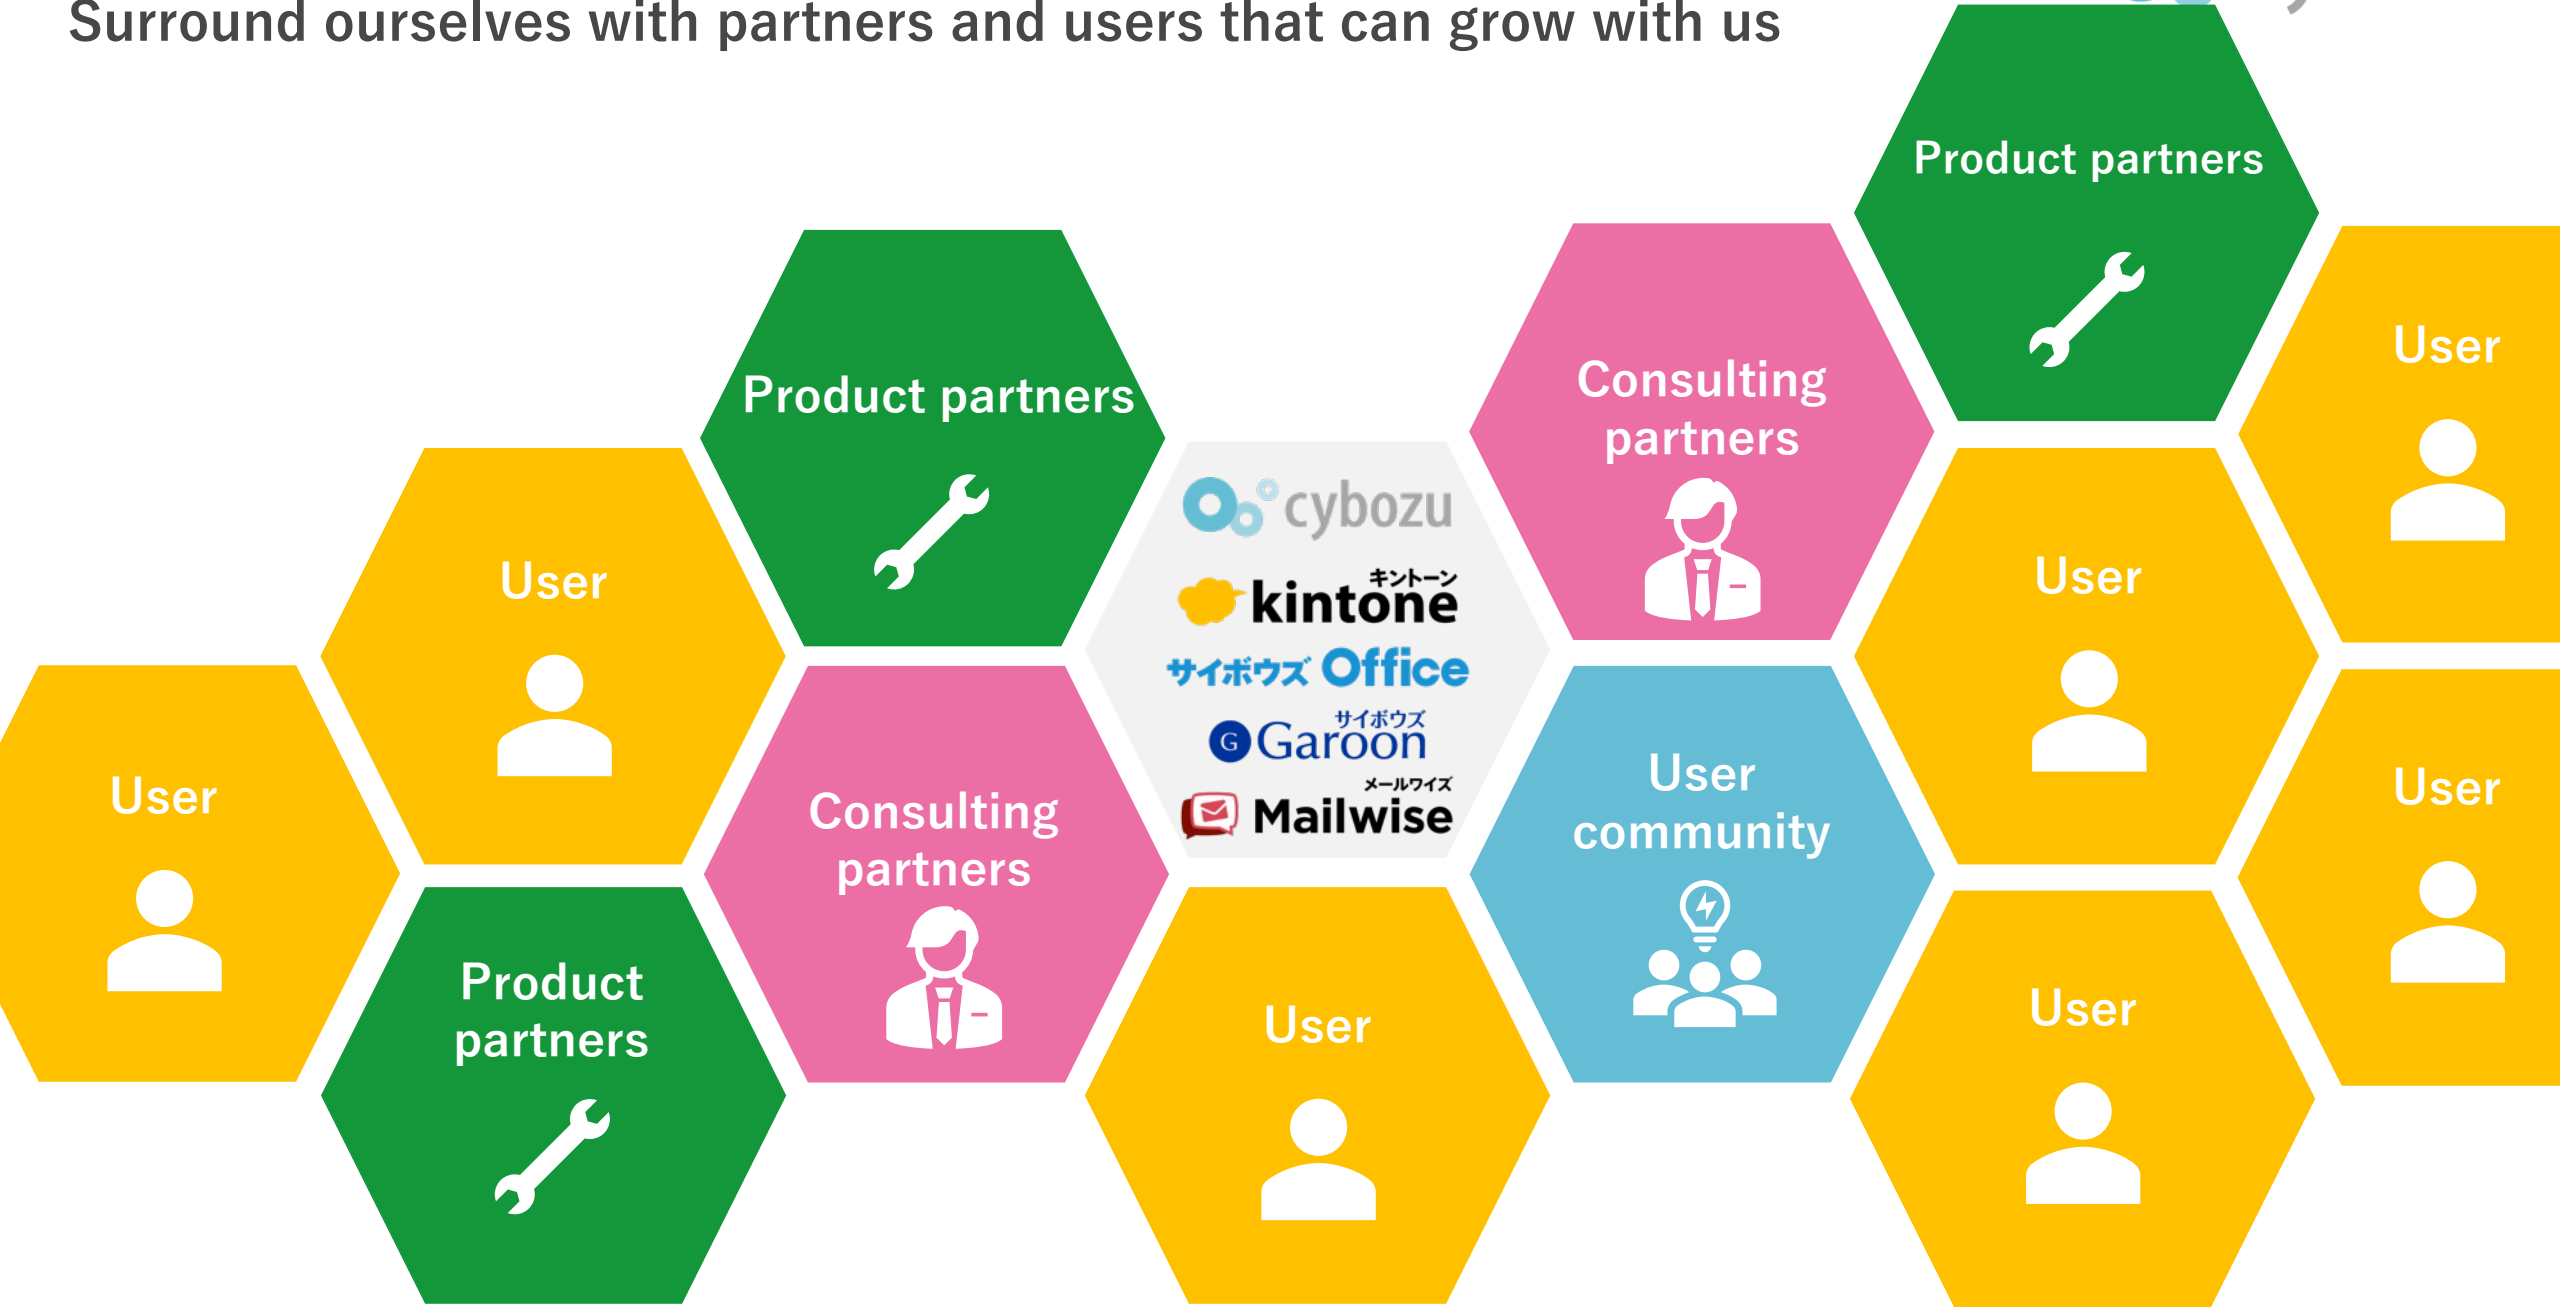 Surround ourselves with partners and users that can grow with us
Product partners
User
Consulting
partners
Product partners
cybozu
キントーン
kintone
サイボウズ Office
サイボウズ
G Garoon
メールワイズ
Mailwise
User
User
User
Consulting
partners
User
community
User
Product
partners
User
User